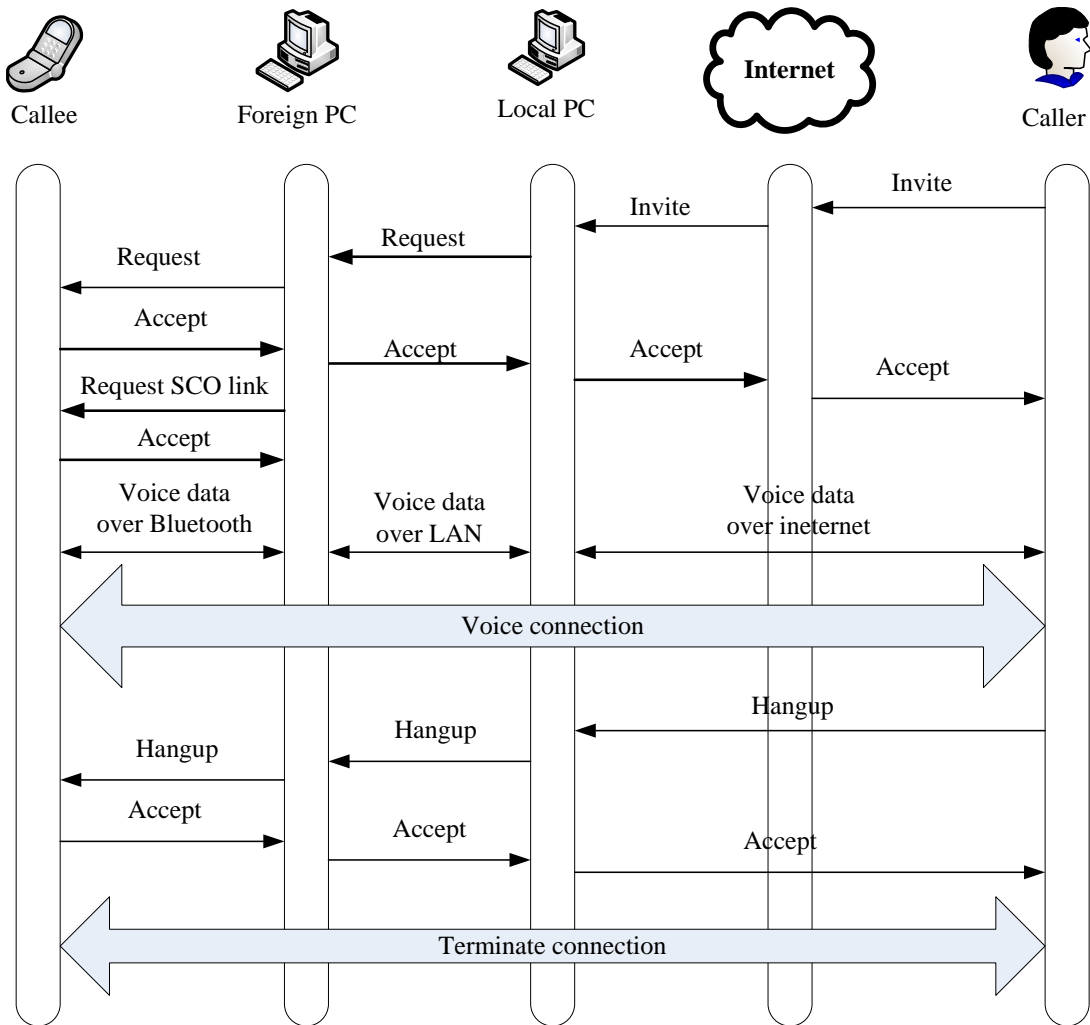 Callee
Foreign PC
Local PC
Internet
Caller
Invite
Invite
Request
Request
Accept
Accept
Accept
Accept
Request SCO link
Accept
Voice data
over Bluetooth
Voice data
over LAN
Voice data
over ineternet
Voice connection
Hangup
Hangup
Hangup
Accept
Accept
Accept
Terminate connection